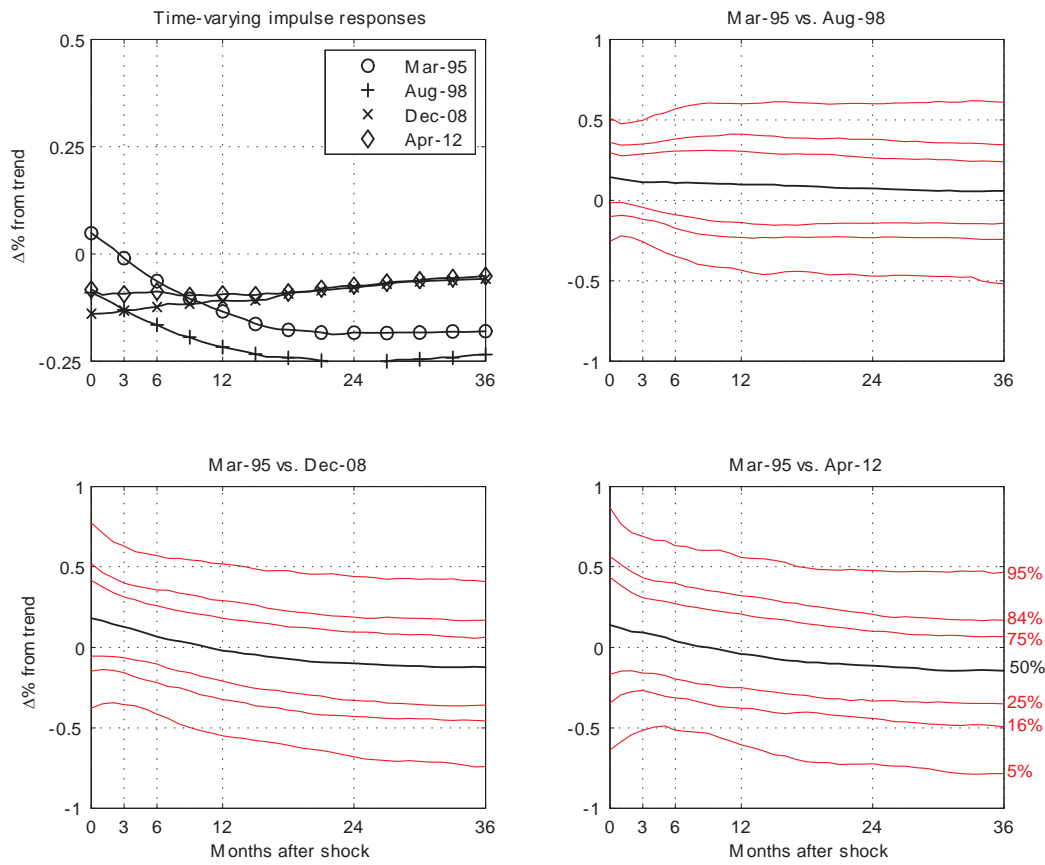 Time-varying impulse responses
Δ% from trend
0.5
0.25
0
-0.25
0 3 6 12 24 36
Mar-95
Aug-98
Dec-08
Apr-12
Mar-95 vs. Aug-98
1
0.5
0
-0.5
-1
0 3 6 12 24 36
Mar-95 vs. Dec-08
Δ% from trend
1
0.5
0
-0.5
-1
0 3 6 12 24 36
Months after shock
Mar-95 vs. Apr-12
1
0.5
0
-0.5
-1
95%
84%
75%
50%
25%
16%
5%
0 3 6 12 24 36
Months after shock